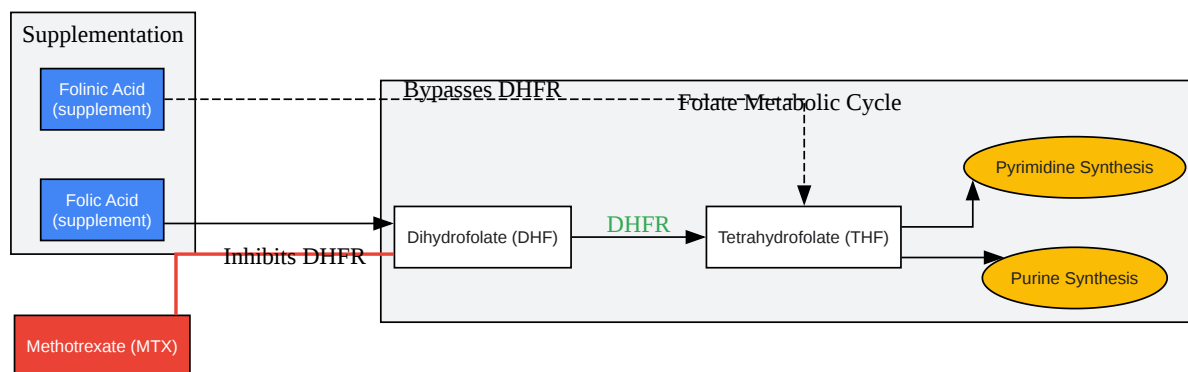 Supplementation
Folinic Acid
(supplement)
Bypasses DHFR
Folate Metabolic Cycle
Pyrimidine Synthesis
Folic Acid
(supplement)
DHFR
Dihydrofolate (DHF)
Tetrahydrofolate (THF)
Inhibits DHFR
Purine Synthesis
Methotrexate (MTX)